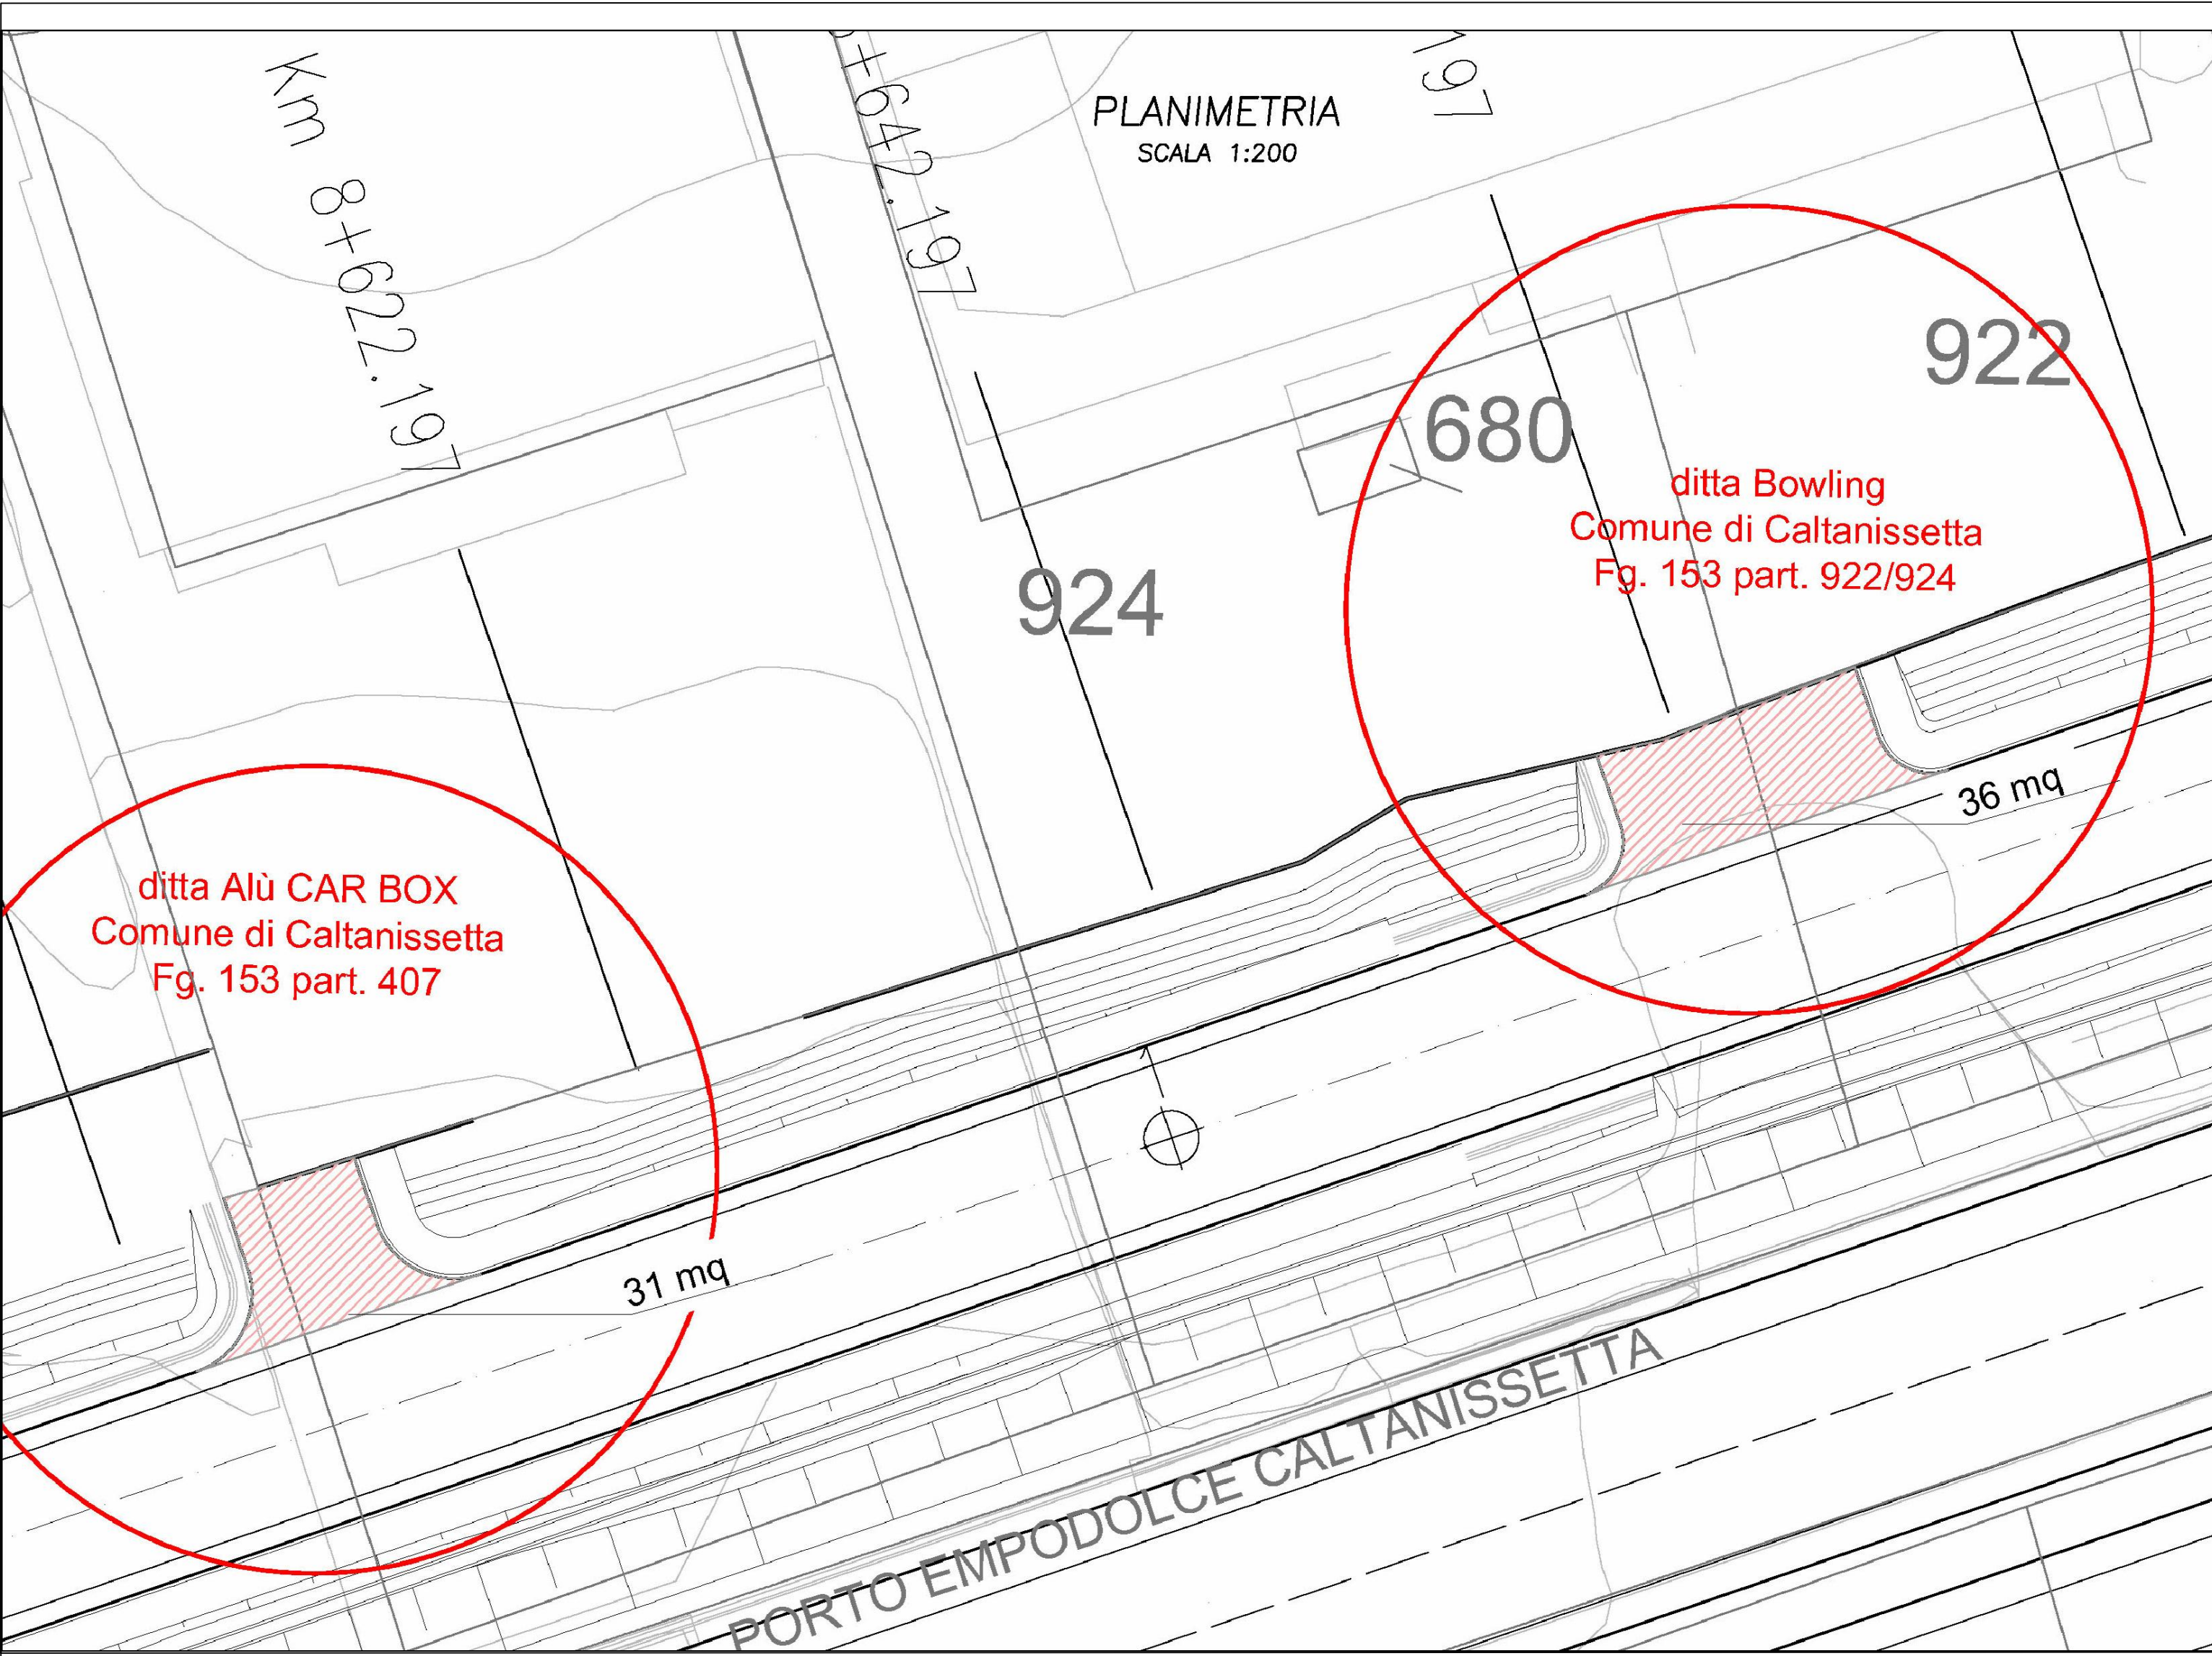 PLANIMETRIA
SCALA 1:200
Km 8+622.197
8+642.197
197
922
680
ditta Bowling
Comune di Caltanissetta
Fg. 153 part. 922/924
924
36 mq
ditta Alù CAR BOX
Comune di Caltanissetta
Fg. 153 part. 407
31 mq
PORTO EMPODOLCE CALTANISSETTA